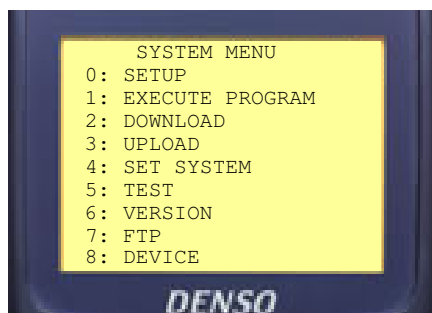 SYSTEM MENU
0: SETUP
1: EXECUTE PROGRAM
2: DOWNLOAD
3: UPLOAD
4: SET SYSTEM
5: TEST
6: VERSION
7: FTP
8: DEVICE
DENSO